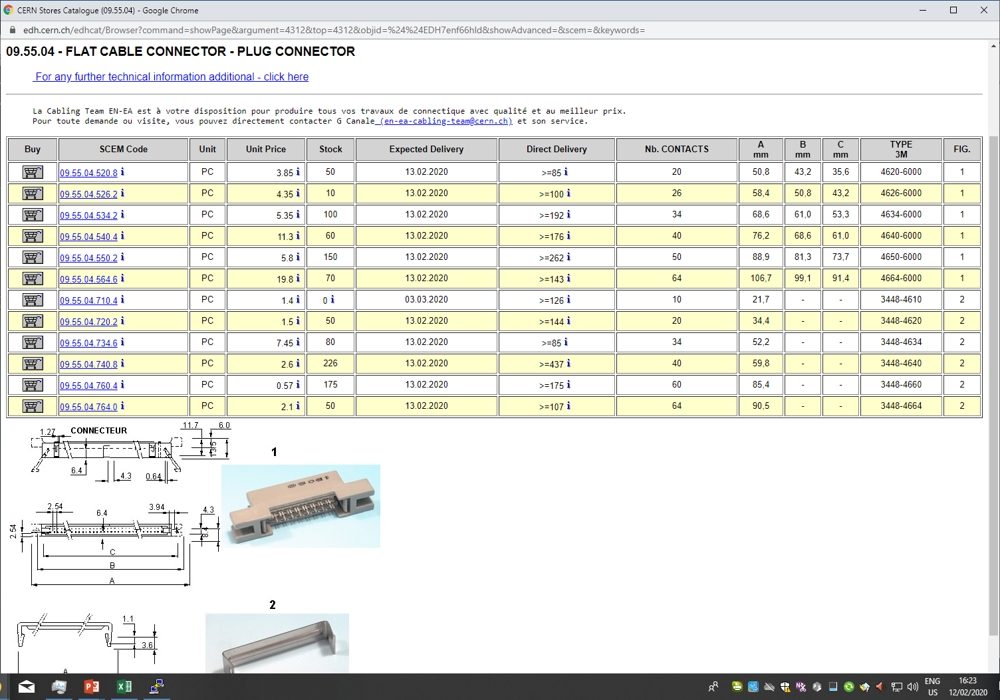 CERN Stores Catalogue (09.55.04) - Google Chrome
edh.cern.ch/edhcat/Browser?command=showPage&argument=4312&top=4312&objid=%24%24EDH7enf66hId&showAdvanced=&scem=&keywords=
09.55.04 - FLAT CABLE CONNECTOR - PLUG CONNECTOR
For any further technical information additional - click here
La Cabling Team EN-EA est à votre disposition pour produire tous vos travaux de connectique avec qualité et au meilleur prix.
Pour toute demande ou visite, vous pouvez directement contacter G Canale (en-ea-cabling-team@cern.ch) et son service.
Buy SCEM Code Unit Unit Price Stock Expected Delivery Direct Delivery Nb. CONTACTS A mm B mm C mm TYPE 3M FIG.
09.55.04.520.8 i PC 3.85 i 50 13.02.2020 >=85 i 20 50,8 43,2 35,6 4620-6000 1
09.55.04.526.2 i PC 4.35 i 10 13.02.2020 >=100 i 26 58,4 50,8 43,2 4626-6000 1
09.55.04.534.2 i PC 5.35 i 100 13.02.2020 >=192 i 34 68,6 61,0 53,3 4634-6000 1
09.55.04.540.4 i PC 11.3 i 60 13.02.2020 >=176 i 40 76,2 68,6 61,0 4640-6000 1
09.55.04.550.2 i PC 5.8 i 150 13.02.2020 >=262 i 50 88,9 81,3 73,7 4650-6000 1
09.55.04.564.6 i PC 19.8 i 70 13.02.2020 >=143 i 64 106,7 99,1 91,4 4664-6000 1
09.55.04.710.4 i PC 1.4 i 0 i 03.03.2020 >=126 i 10 21,7 - - 3448-4610 2
09.55.04.720.2 i PC 1.5 i 50 13.02.2020 >=144 i 20 34,4 - - 3448-4620 2
09.55.04.734.6 i PC 7.45 i 80 13.02.2020 >=85 i 34 52,2 - - 3448-4634 2
09.55.04.740.8 i PC 2.6 i 226 13.02.2020 >=437 i 40 59,8 - - 3448-4640 2
09.55.04.760.4 i PC 0.57 i 175 13.02.2020 >=175 i 60 85,4 - - 3448-4660 2
09.55.04.764.0 i PC 2.1 i 50 13.02.2020 >=107 i 64 90,5 - - 3448-4664 2
CONNECTEUR
1.27 11.7 6.0
13.5
6.4 4.3 0.64
1
2.54 6.4 3.94 4.3
2.54 8.4
C
B
A
2
1.1
3.6
A
ENG US
16:23
12/02/2020